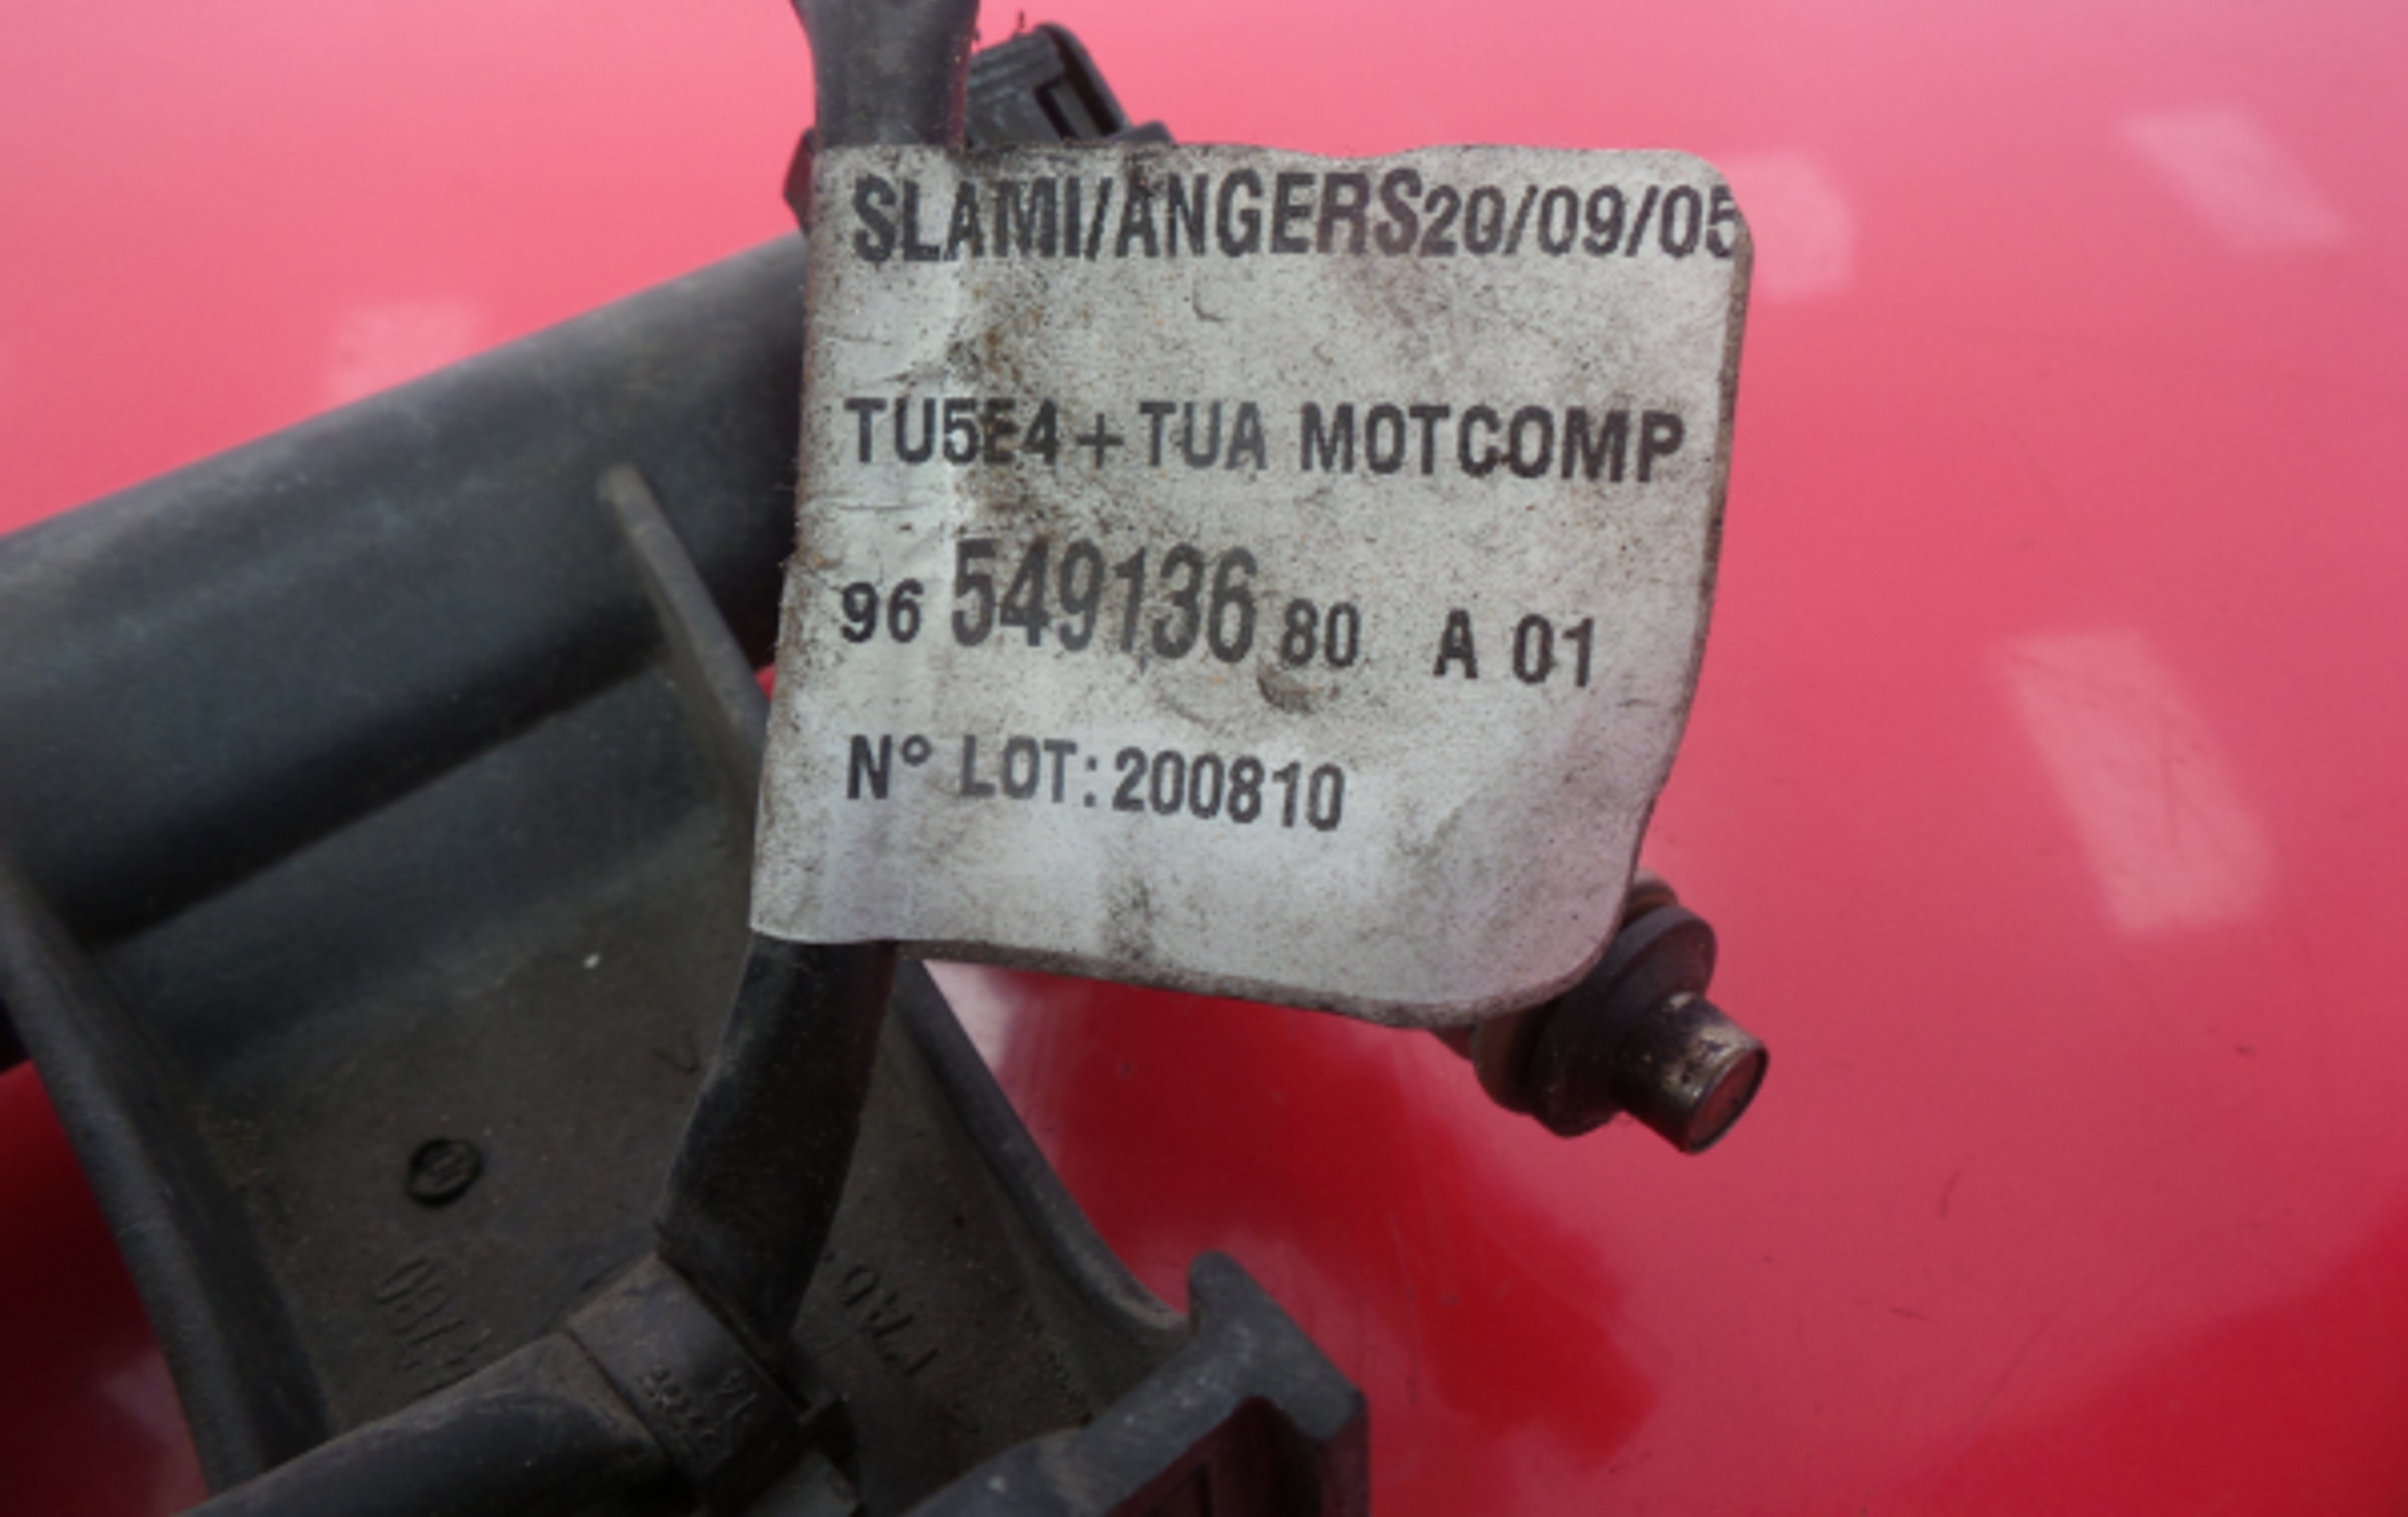 SLAMI/ANGERS20/09/05
TU5E4+TUA MOTCOMP
96 549136 80 A 01
N° LOT:200810